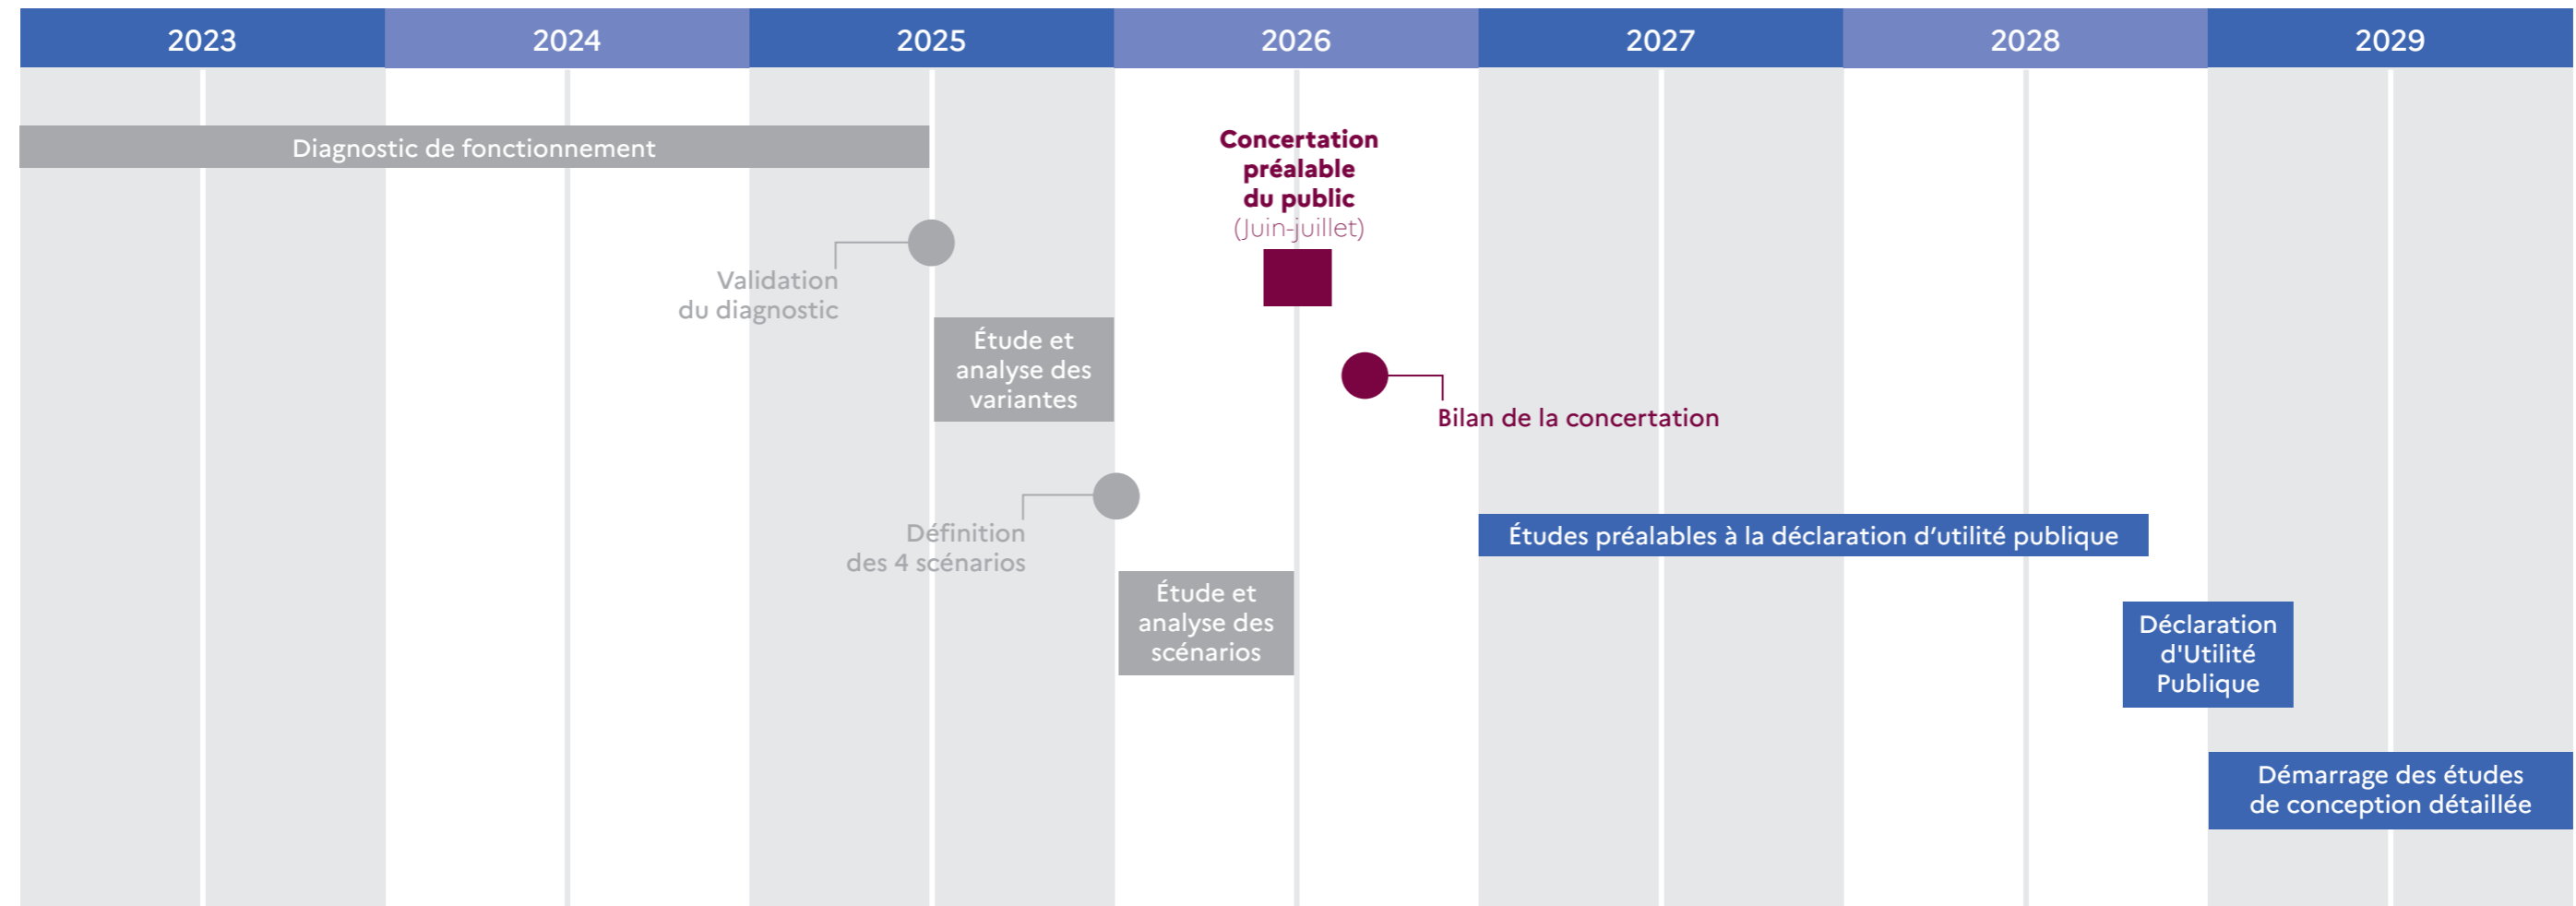 2023 2024 2025 2026 2027 2028 2029
Diagnostic de fonctionnement
Concertation
préalable
du public
(Juin-juillet)
Validation
du diagnostic
Étude et
analyse des
variantes
Bilan de la concertation
Définition
des 4 scénarios
Études préalables à la déclaration d’utilité publique
Étude et
analyse des
scénarios
Déclaration
d'Utilité
Publique
Démarrage des études
de conception détaillée